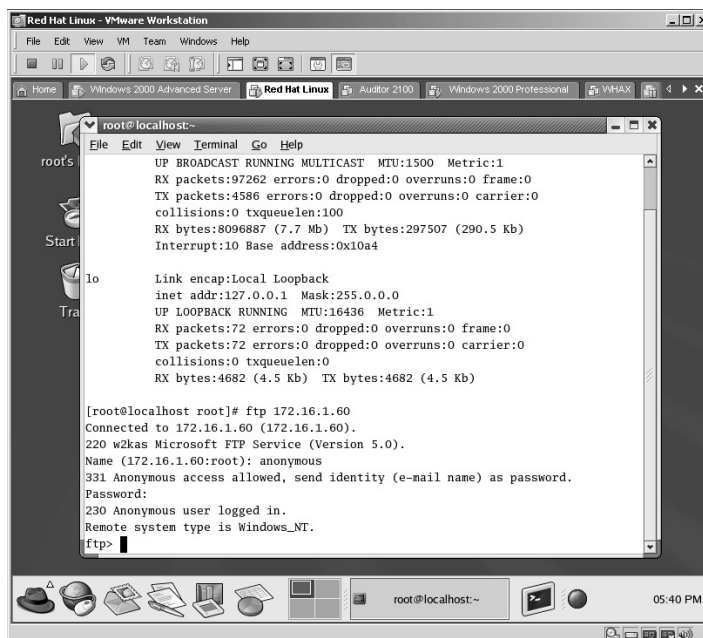 Red Hat Linux - VMware Workstation
File Edit View VM Team Windows Help
Home Windows 2000 Advanced Server Red Hat Linux Auditor 2100 Windows 2000 Professional WHAX
root@localhost:~
File Edit View Terminal Go Help
root's
Start
Tra
UP BROADCAST RUNNING MULTICAST MTU:1500 Metric:1
RX packets:97262 errors:0 dropped:0 overruns:0 frame:0
TX packets:4586 errors:0 dropped:0 overruns:0 carrier:0
collisions:0 txqueuelen:100
RX bytes:8096887 (7.7 Mb) TX bytes:297507 (290.5 Kb)
Interrupt:10 Base address:0x10a4
lo Link encap:Local Loopback
inet addr:127.0.0.1 Mask:255.0.0.0
UP LOOPBACK RUNNING MTU:16436 Metric:1
RX packets:72 errors:0 dropped:0 overruns:0 frame:0
TX packets:72 errors:0 dropped:0 overruns:0 carrier:0
collisions:0 txqueuelen:0
RX bytes:4682 (4.5 Kb) TX bytes:4682 (4.5 Kb)
[root@localhost root]# ftp 172.16.1.60
Connected to 172.16.1.60 (172.16.1.60).
220 w2kas Microsoft FTP Service (Version 5.0).
Name (172.16.1.60:root): anonymous
331 Anonymous access allowed, send identity (e-mail name) as password.
Password:
230 Anonymous user logged in.
Remote system type is Windows_NT.
ftp>
root@localhost:~
05:40 PM